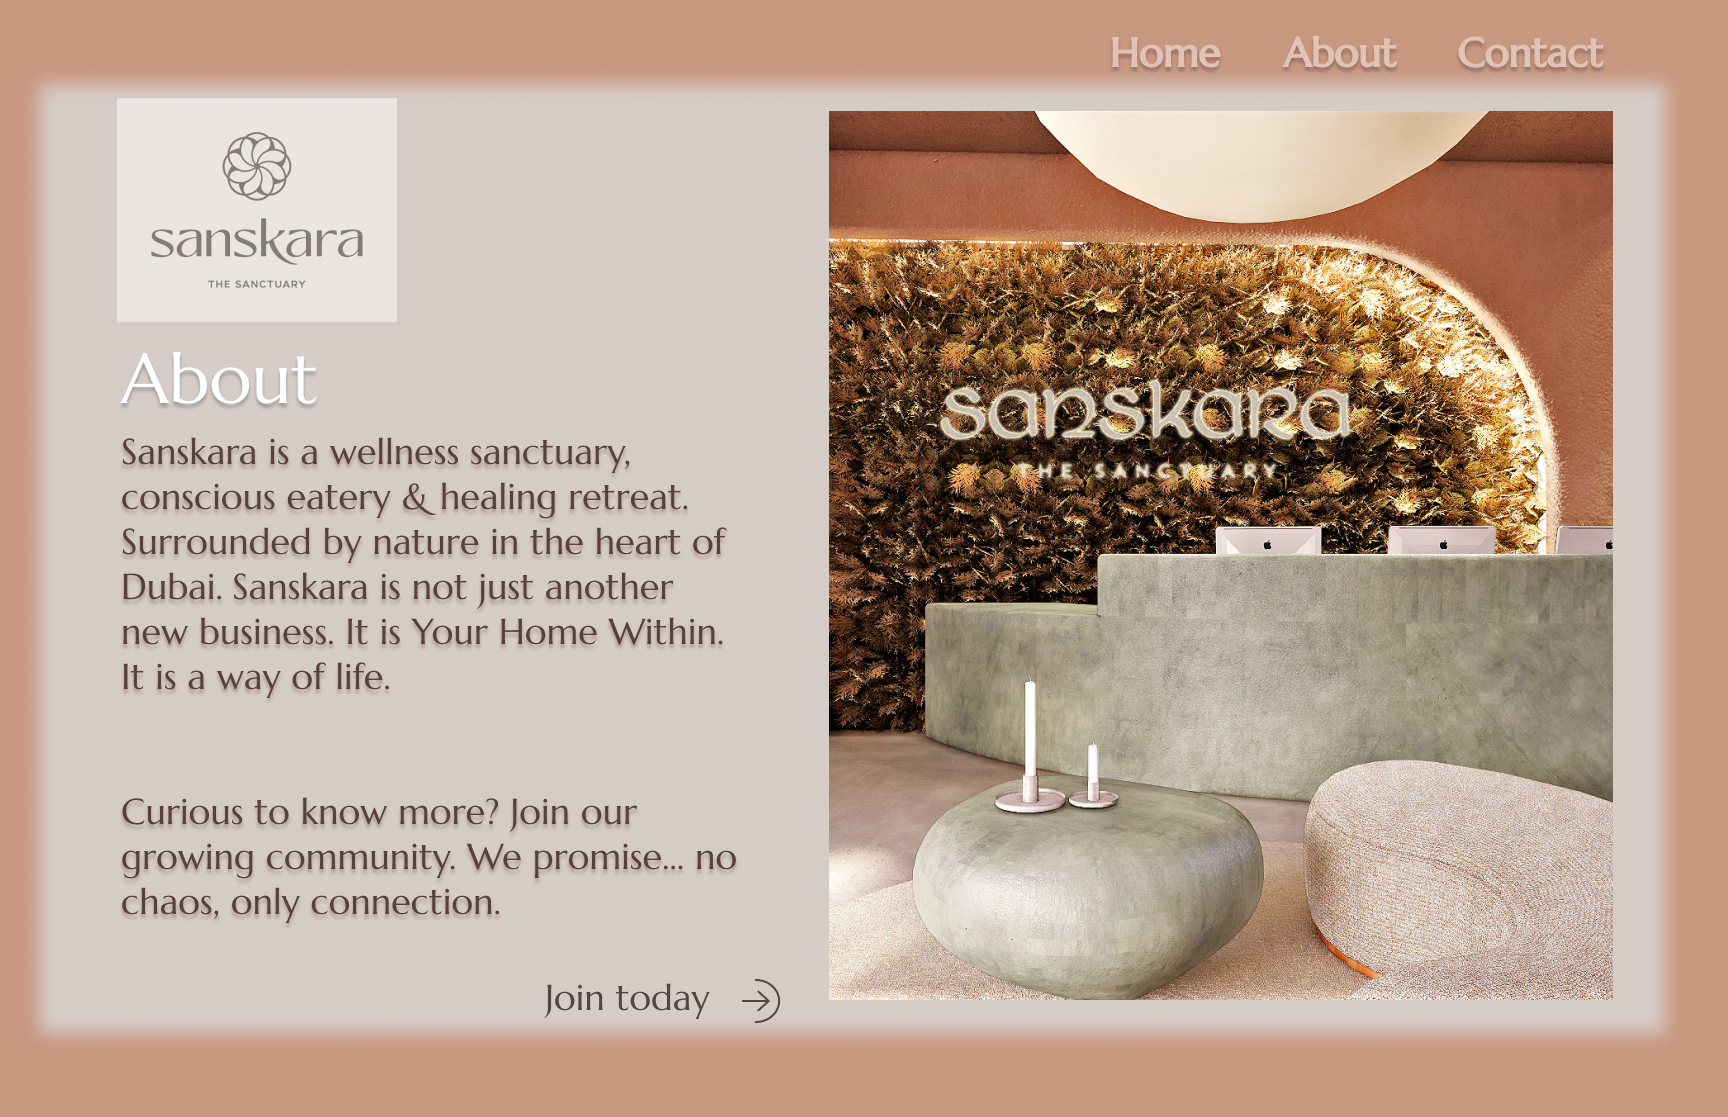 Home About Contact
sanskara
THE SANCTUARY
About
Sanskara is a wellness sanctuary,
conscious eatery & healing retreat.
Surrounded by nature in the heart of
Dubai. Sanskara is not just another
new business. It is Your Home Within.
It is a way of life.
Curious to know more? Join our
growing community. We promise... no
chaos, only connection.
Join today
sanskara
THE SANCTUARY